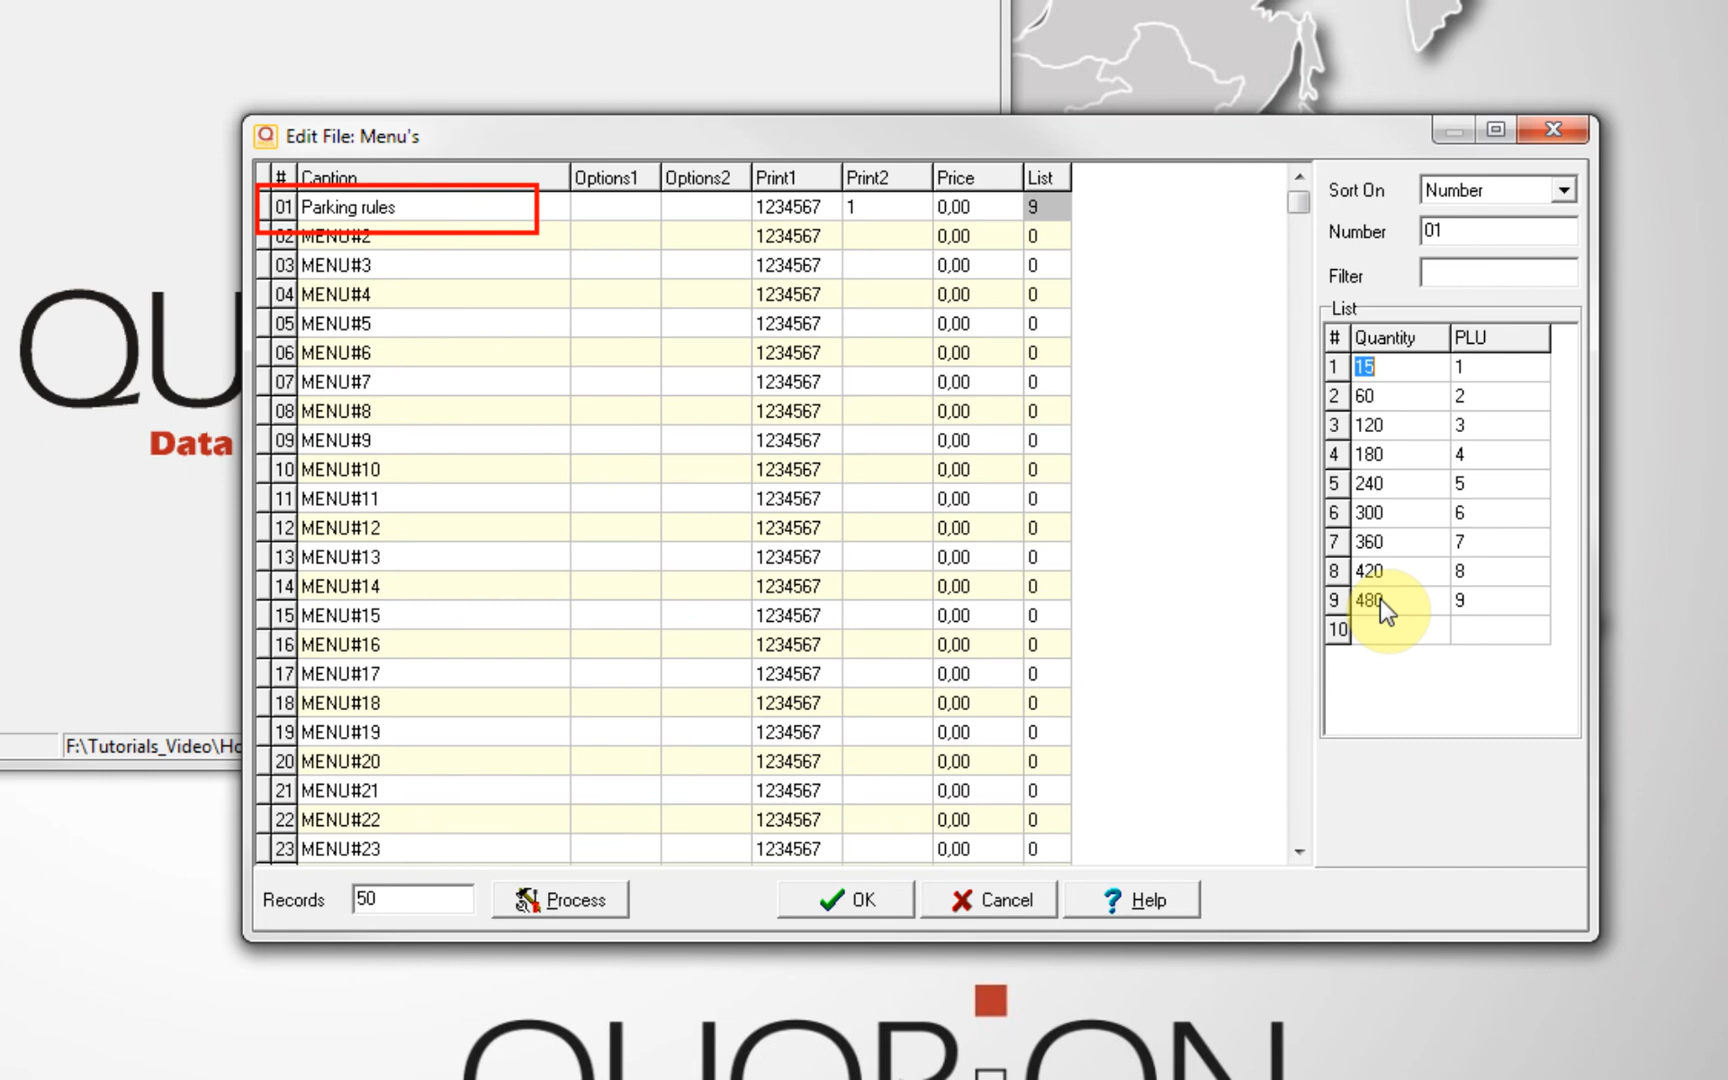 Edit File: Menu's
# Caption Options1 Options2 Print1 Print2 Price List
01 Parking rules 1234567 1 0,00 9
02 MENU#2 1234567 0,00 0
03 MENU#3 1234567 0,00 0
04 MENU#4 1234567 0,00 0
05 MENU#5 1234567 0,00 0
06 MENU#6 1234567 0,00 0
07 MENU#7 1234567 0,00 0
08 MENU#8 1234567 0,00 0
09 MENU#9 1234567 0,00 0
10 MENU#10 1234567 0,00 0
11 MENU#11 1234567 0,00 0
12 MENU#12 1234567 0,00 0
13 MENU#13 1234567 0,00 0
14 MENU#14 1234567 0,00 0
15 MENU#15 1234567 0,00 0
16 MENU#16 1234567 0,00 0
17 MENU#17 1234567 0,00 0
18 MENU#18 1234567 0,00 0
19 MENU#19 1234567 0,00 0
20 MENU#20 1234567 0,00 0
21 MENU#21 1234567 0,00 0
22 MENU#22 1234567 0,00 0
23 MENU#23 1234567 0,00 0
Sort On Number
Number 01
Filter
List
# Quantity PLU
1 15 1
2 60 2
3 120 3
4 180 4
5 240 5
6 300 6
7 360 7
8 420 8
9 480 9
10
Records 50 Process OK Cancel Help
QU
Data
F:\Tutorials_Video\Ho
QUORION